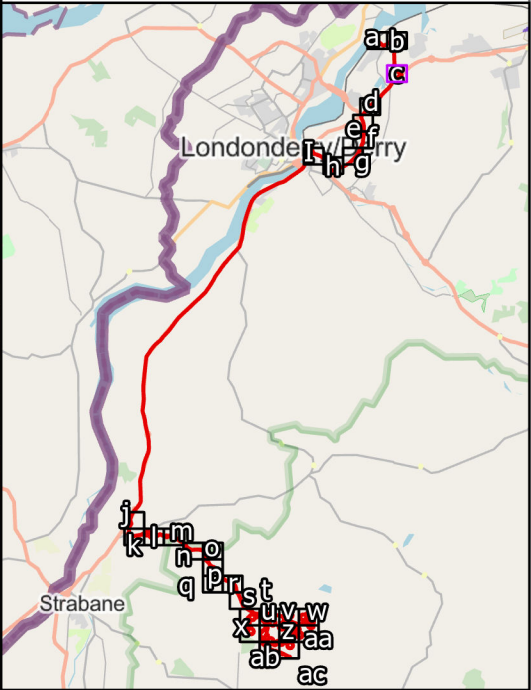 a b
c
d
e f
Londonderry/Derry
I h g
j
k l m
n o
p
q r
s t
Strabane
u v w
x z aa
ab
ac